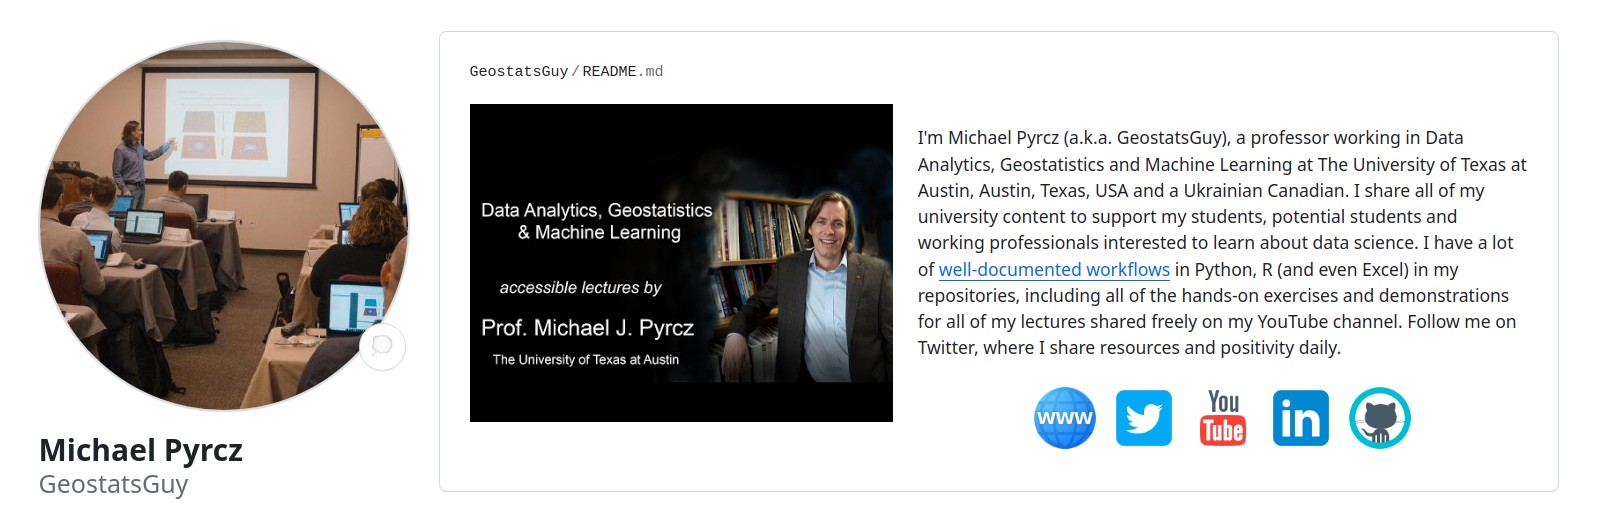 Michael Pyrcz
GeostatsGuy
GeostatsGuy/README.md
Data Analytics, Geostatistics
& Machine Learning
accessible lectures by
Prof. Michael J. Pyrcz
The University of Texas at Austin
I'm Michael Pyrcz (a.k.a. GeostatsGuy), a professor working in Data
Analytics, Geostatistics and Machine Learning at The University of Texas at
Austin, Austin, Texas, USA and a Ukrainian Canadian. I share all of my
university content to support my students, potential students and
working professionals interested to learn about data science. I have a lot
of well-documented workflows in Python, R (and even Excel) in my
repositories, including all of the hands-on exercises and demonstrations
for all of my lectures shared freely on my YouTube channel. Follow me on
Twitter, where I share resources and positivity daily.
www
You
Tube
in